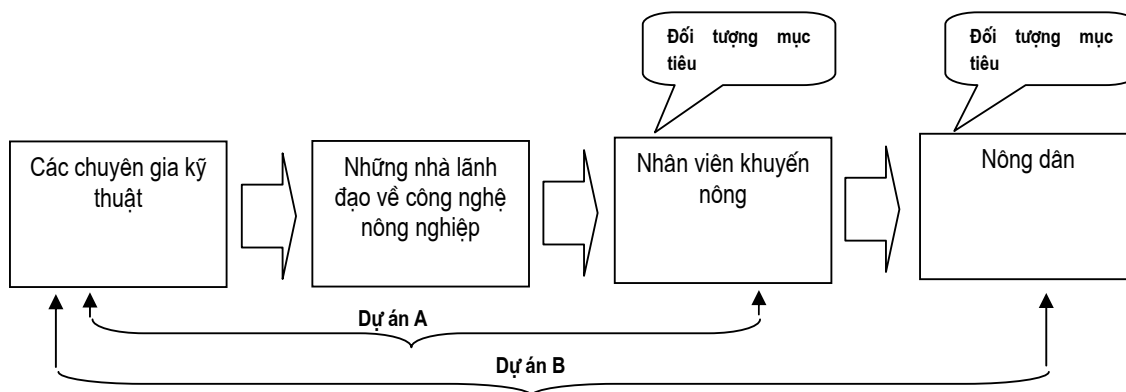 Đối tượng mục
tiêu
Đối tượng mục
tiêu
Các chuyên gia kỹ
thuật
Những nhà lãnh
đạo về công nghệ
nông nghiệp
Nhân viên khuyến
nông
Nông dân
Dự án A
Dự án B